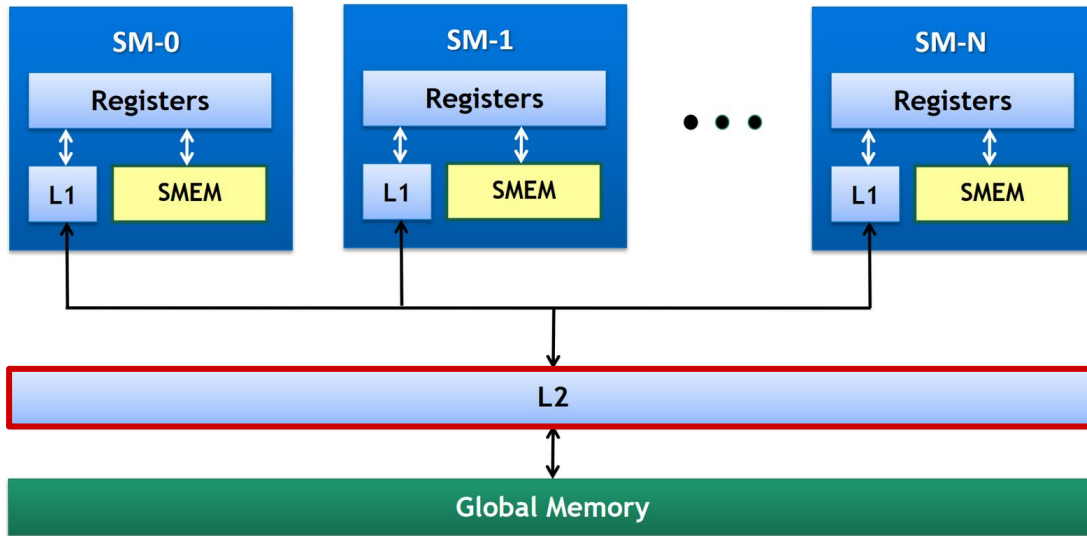 SM-0
SM-1
SM-N
Registers
Registers
Registers
L1
SMEM
L1
SMEM
L1
SMEM
L2
Global Memory